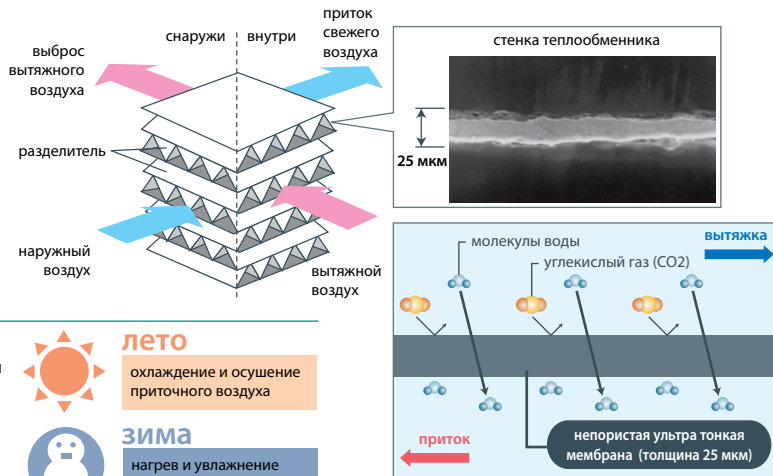 приток
свежего
воздуха
снаружи
внутри
выброс
вытяжного
воздуха
разделитель
наружный
воздух
вытяжной
воздух
стенка теплообменника
25 мкм
молекулы воды
углекислый газ (CO2)
вытяжка
приток
непористая ультра тонкая
мембрана (толщина 25 мкм)
лето
охлаждение и осушение
приточного воздуха
зима
нагрев и увлажнение